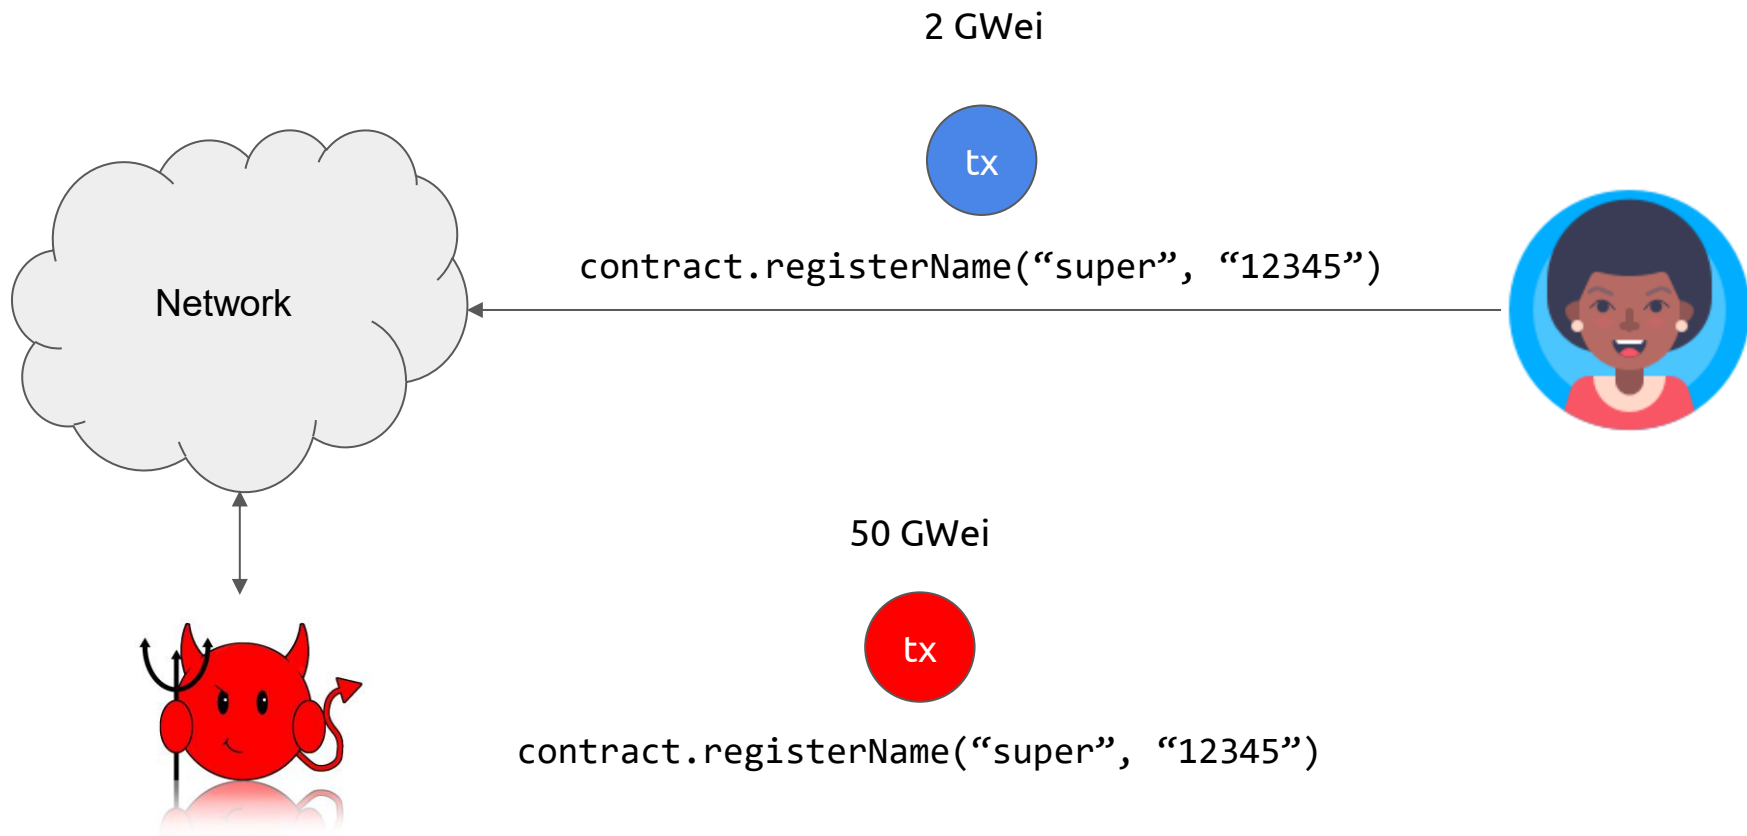 2 GWei
tx
contract.registerName(“super”, “12345”)
Network
50 GWei
tx
contract.registerName(“super”, “12345”)